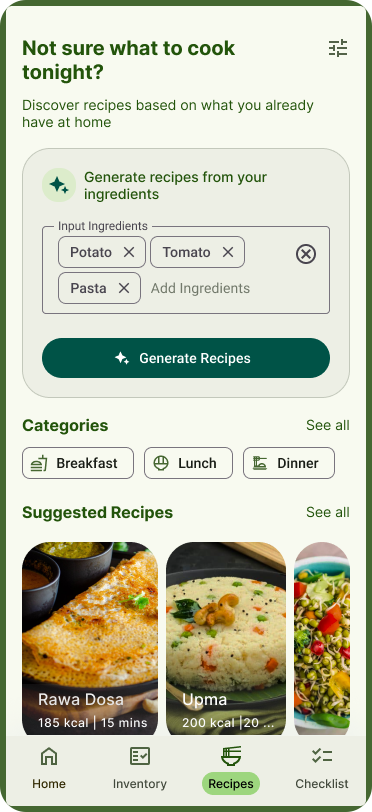 Not sure what to cook
tonight?
Discover recipes based on what you already
have at home
Generate recipes from your
ingredients
Input Ingredients
Potato
Tomato
Pasta
Add Ingredients
Generate Recipes
Categories
See all
Breakfast
Lunch
Dinner
Suggested Recipes
See all
Rawa Dosa
185 kcal | 15 mins
Upma
200 kcal |20 ...
Home
Inventory
Recipes
Checklist